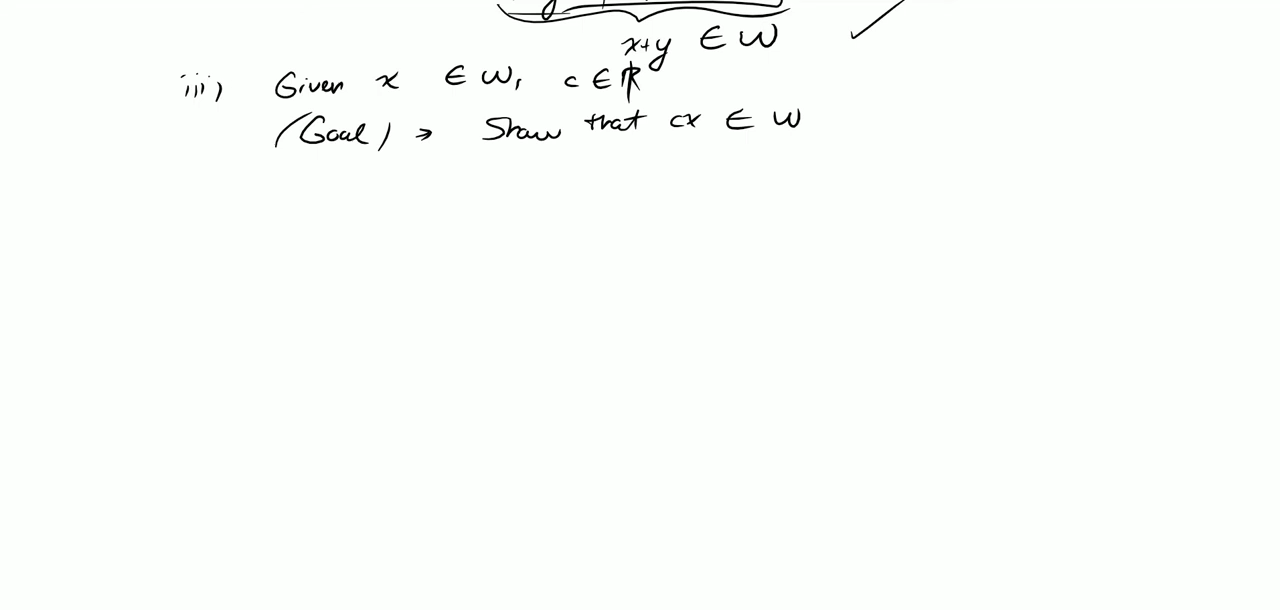 x+y ∈ W ✓
iii) Given x ∈ W, c ∈ ℝ
(Goal) → Show that cx ∈ W